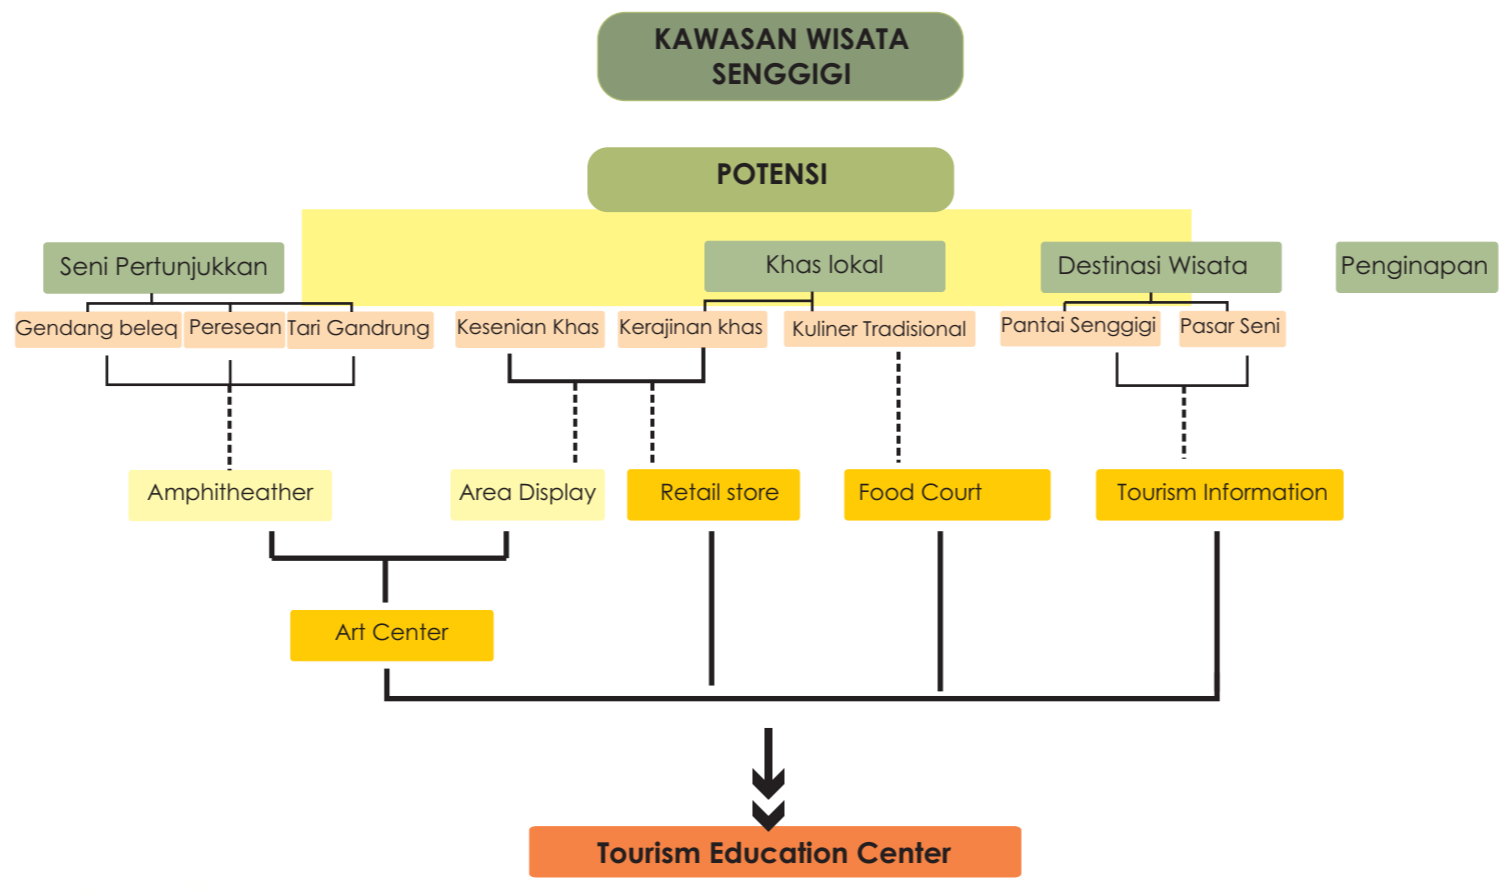 KAWASAN WISATA
SENGGIGI
POTENSI
Seni Pertunjukkan
Khas lokal
Destinasi Wisata
Penginapan
Gendang beleq
Peresean
Tari Gandrung
Kesenian Khas
Kerajinan khas
Kuliner Tradisional
Pantai Senggigi
Pasar Seni
Amphitheather
Area Display
Retail store
Food Court
Tourism Information
Art Center
Tourism Education Center